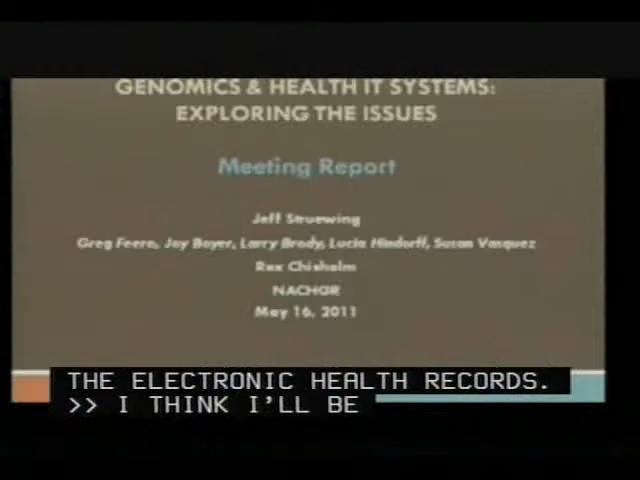 GENOMICS & HEALTH IT SYSTEMS:
EXPLORING THE ISSUES
Meeting Report
Jeff Struewing
Greg Feero, Joy Boyer, Larry Brody, Lucia Hindorff, Susan Vasquez
Rex Chisholm
NACHGR
May 16, 2011
THE ELECTRONIC HEALTH RECORDS.
>> I THINK I'LL BE